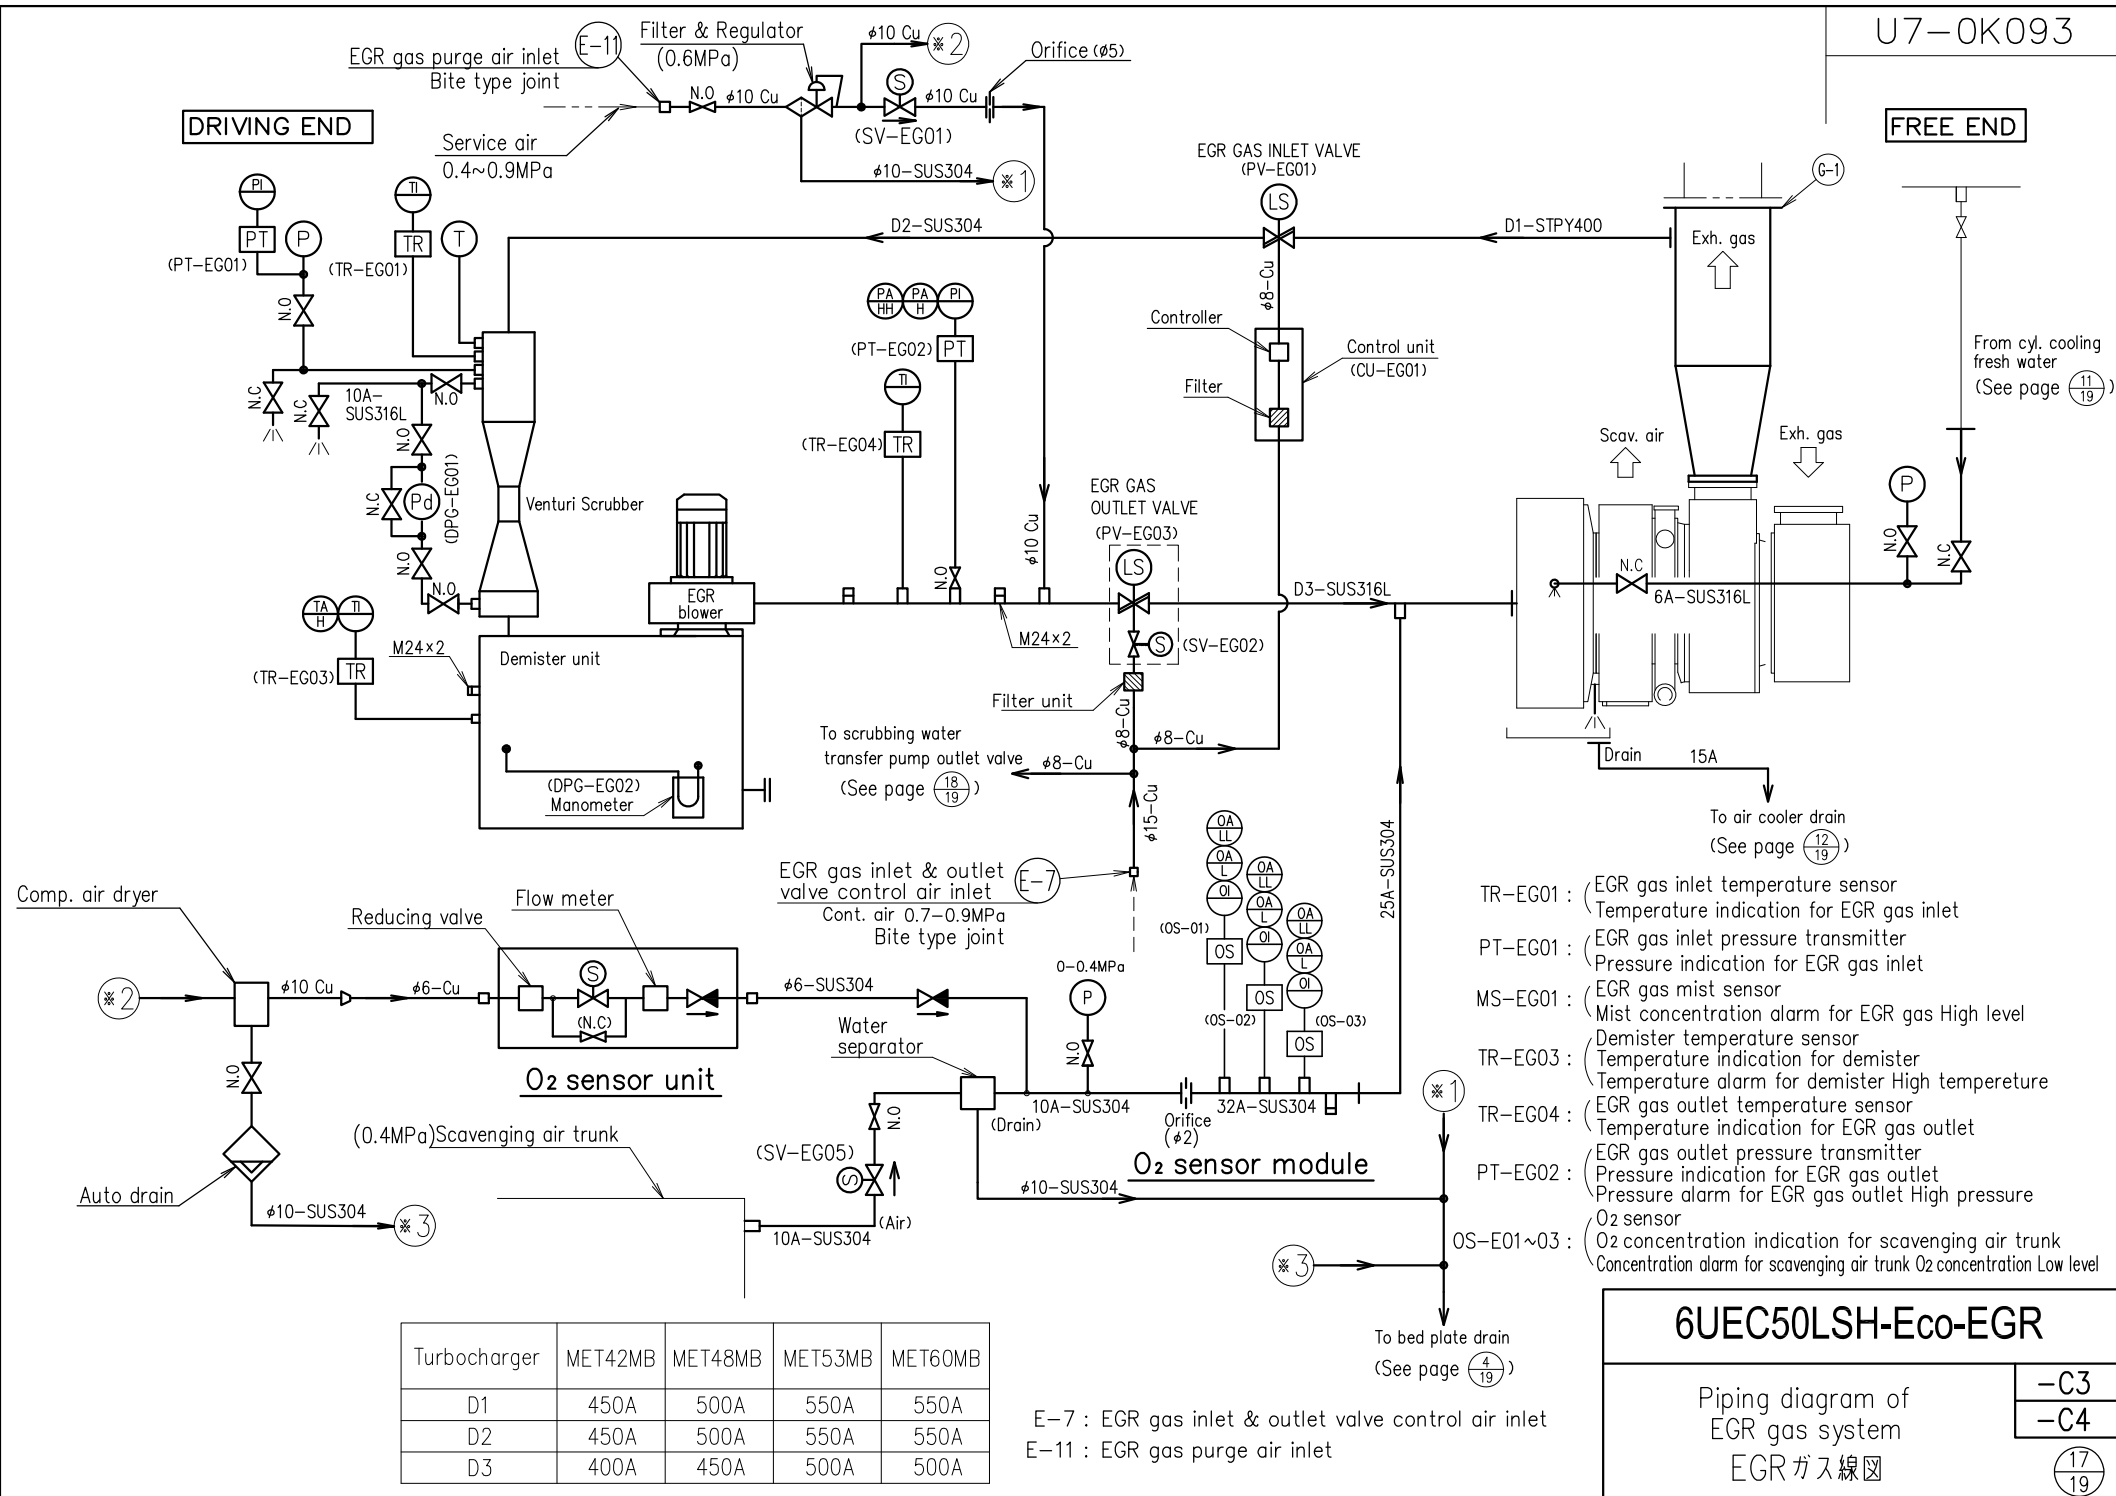 U7-0K093
DRIVING END
FREE END
EGR gas purge air inlet
Bite type joint
E-11
Filter & Regulator
(0.6MPa)
φ10 Cu
※2
Orifice (φ5)
N.O
φ10 Cu
S
φ10 Cu
(SV-EG01)
Service air
0.4~0.9MPa
φ10-SUS304
※1
EGR GAS INLET VALVE
(PV-EG01)
LS
G-1
PI
PT
(PT-EG01)
P
TI
TR
(TR-EG01)
T
D2-SUS304
D1-STPY400
Exh. gas
N.O
φ8-Cu
PA
HH
PA
H
PI
(PT-EG02)
PT
Controller
Control unit
(CU-EG01)
Filter
From cyl. cooling
fresh water
(See page 11/19)
N.C
N.C
10A-
SUS316L
N.O
N.O
TI
(TR-EG04)
TR
Scav. air
Exh. gas
N.C
Pd
(DPG-EG01)
Venturi Scrubber
N.O
N.O
EGR GAS
OUTLET VALVE
(PV-EG03)
LS
φ10 Cu
P
N.O
N.C
N.C
6A-SUS316L
EGR
blower
N.O
D3-SUS316L
TA
H
TI
TR
(TR-EG03)
M24×2
Demister unit
M24×2
S
(SV-EG02)
Filter unit
φ8-Cu
φ8-Cu
To scrubbing water
transfer pump outlet valve
(See page 18/19)
φ8-Cu
(DPG-EG02)
Manometer
φ15-Cu
Drain
15A
To air cooler drain
(See page 12/19)
EGR gas inlet & outlet
valve control air inlet
E-7
Cont. air 0.7-0.9MPa
Bite type joint
25A-SUS304
OA
LL
OA
L
OI
(OS-01)
OS
OA
LL
OA
L
OI
(OS-02)
OS
OA
LL
OA
L
OI
(OS-03)
OS
Comp. air dryer
Reducing valve
Flow meter
※2
φ10 Cu
φ6-Cu
S
(N.C)
φ6-SUS304
0-0.4MPa
P
N.O
O2 sensor unit
Water
separator
(Drain)
10A-SUS304
Orifice
(φ2)
32A-SUS304
O2 sensor module
N.O
Auto drain
φ10-SUS304
※3
(0.4MPa)Scavenging air trunk
(SV-EG05)
S
N.O
(Air)
10A-SUS304
φ10-SUS304
※1
※3
To bed plate drain
(See page 4/19)
TR-EG01 : EGR gas inlet temperature sensor
Temperature indication for EGR gas inlet
PT-EG01 : EGR gas inlet pressure transmitter
Pressure indication for EGR gas inlet
MS-EG01 : EGR gas mist sensor
Mist concentration alarm for EGR gas High level
TR-EG03 : Demister temperature sensor
Temperature indication for demister
Temperature alarm for demister High tempereture
TR-EG04 : EGR gas outlet temperature sensor
Temperature indication for EGR gas outlet
PT-EG02 : EGR gas outlet pressure transmitter
Pressure indication for EGR gas outlet
Pressure alarm for EGR gas outlet High pressure
OS-E01~03 : O2 sensor
O2 concentration indication for scavenging air trunk
Concentration alarm for scavenging air trunk O2 concentration Low level
Turbocharger MET42MB MET48MB MET53MB MET60MB
D1 450A 500A 550A 550A
D2 450A 500A 550A 550A
D3 400A 450A 500A 500A
E-7 : EGR gas inlet & outlet valve control air inlet
E-11 : EGR gas purge air inlet
6UEC50LSH-Eco-EGR
Piping diagram of
EGR gas system
EGRガス線図
-C3
-C4
17/19